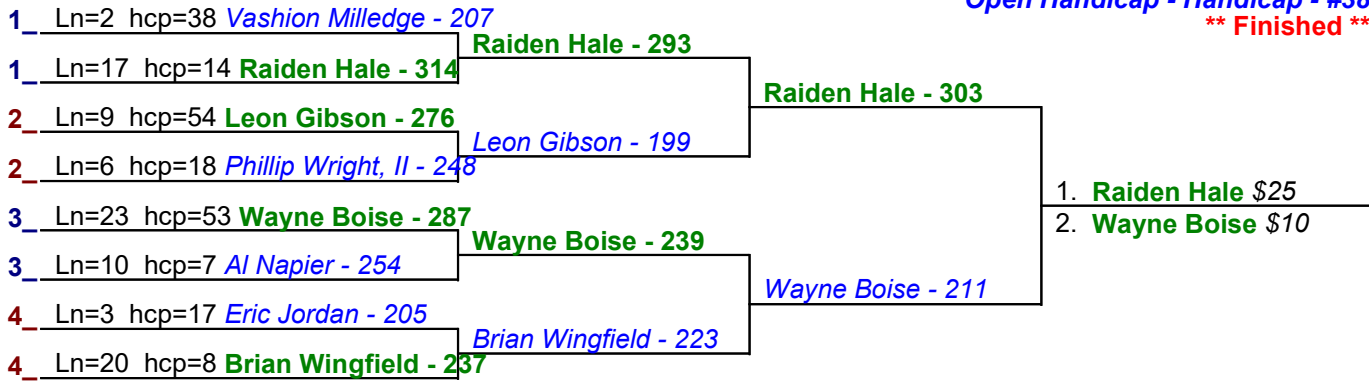 Open Handicap - Handicap - #38
** Finished **
1_ Ln=2 hcp=38 Vashion Milledge - 207
1_ Ln=17 hcp=14 Raiden Hale - 314
2_ Ln=9 hcp=54 Leon Gibson - 276
2_ Ln=6 hcp=18 Phillip Wright, II - 248
3_ Ln=23 hcp=53 Wayne Boise - 287
3_ Ln=10 hcp=7 Al Napier - 254
4_ Ln=3 hcp=17 Eric Jordan - 205
4_ Ln=20 hcp=8 Brian Wingfield - 237
Raiden Hale - 293
Leon Gibson - 199
Wayne Boise - 239
Brian Wingfield - 223
Raiden Hale - 303
Wayne Boise - 211
1. Raiden Hale $25
2. Wayne Boise $10